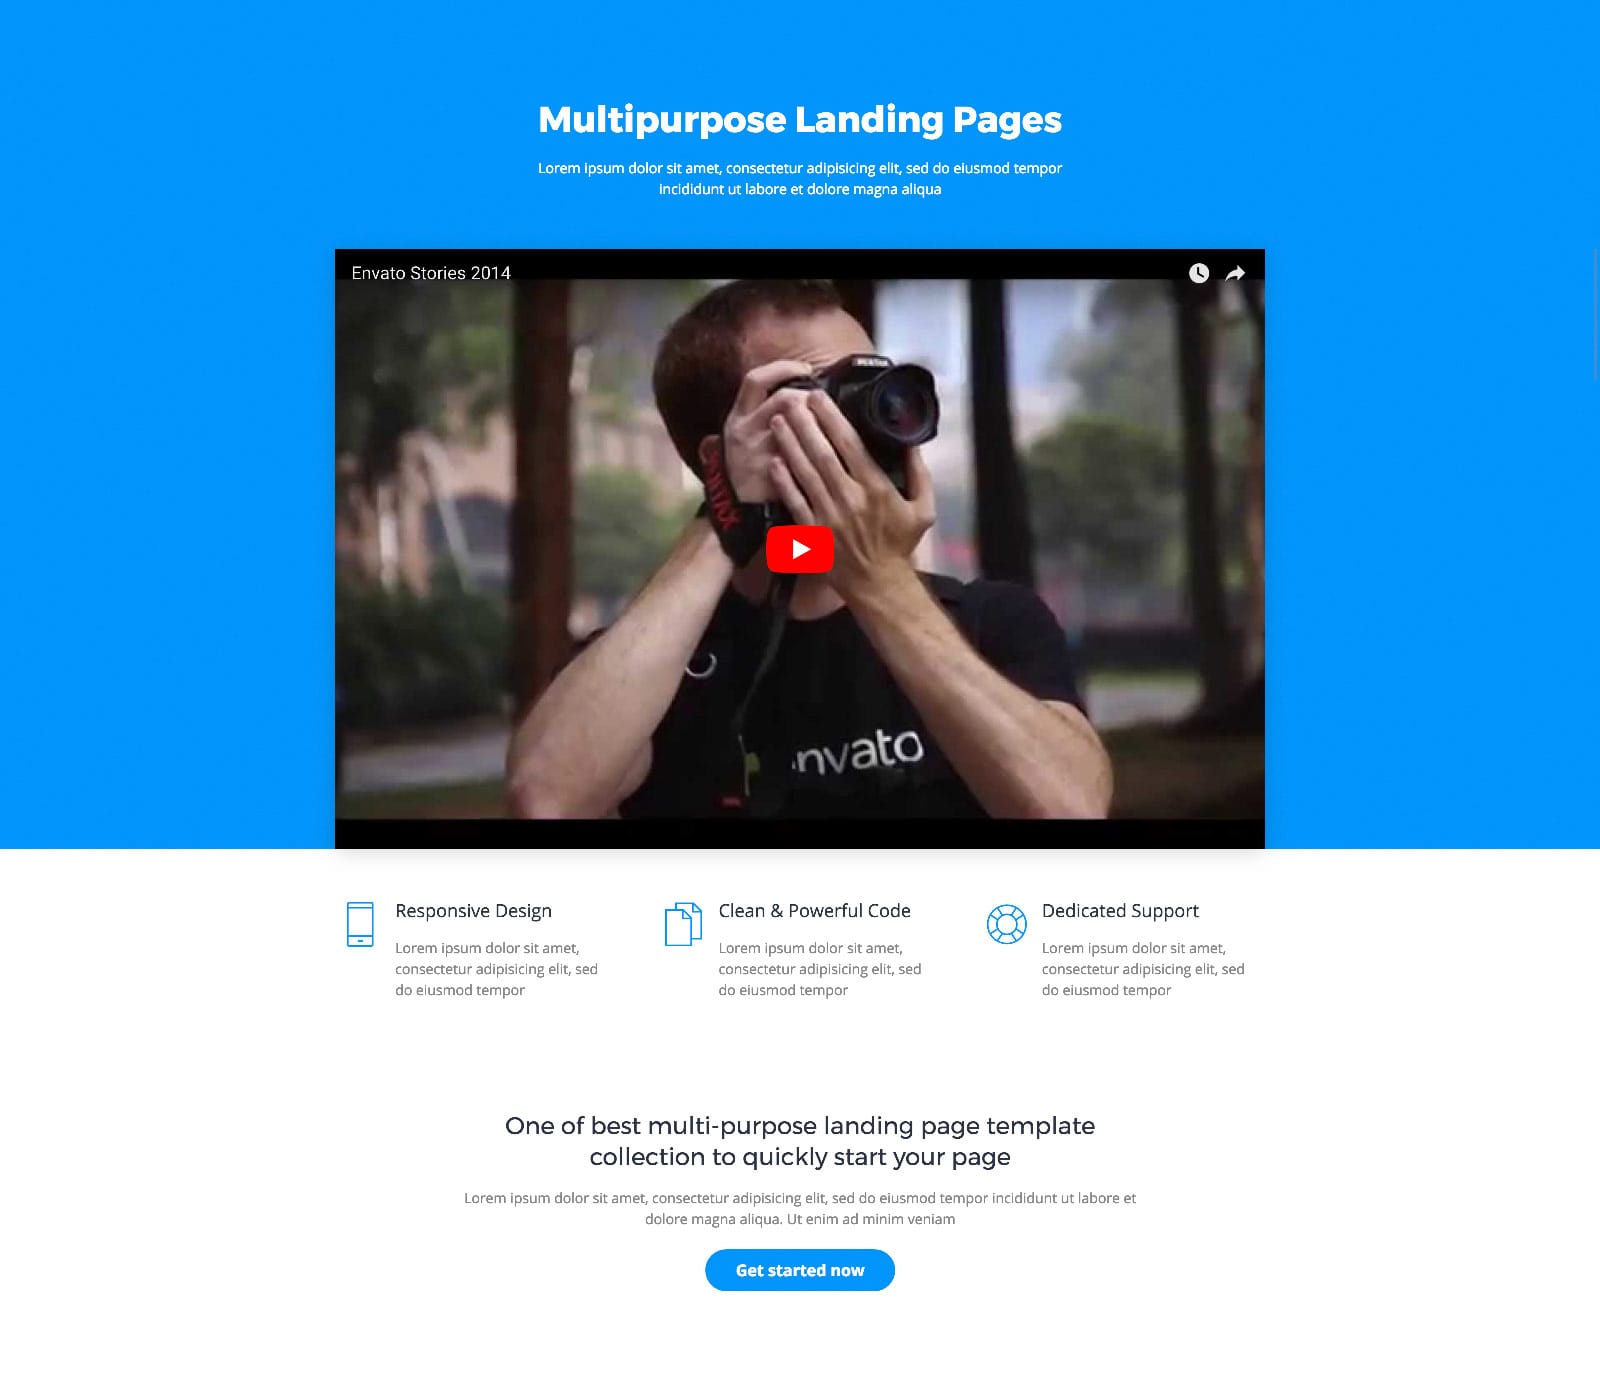 Multipurpose Landing Pages
Lorem ipsum dolor sit amet, consectetur adipisicing elit, sed do eiusmod tempor
incididunt ut labore et dolore magna aliqua
Envato Stories 2014
PENTAX
PENTAX
nvato
Responsive Design
Lorem ipsum dolor sit amet,
consectetur adipisicing elit, sed
do eiusmod tempor
Clean & Powerful Code
Lorem ipsum dolor sit amet,
consectetur adipisicing elit, sed
do eiusmod tempor
Dedicated Support
Lorem ipsum dolor sit amet,
consectetur adipisicing elit, sed
do eiusmod tempor
One of best multi-purpose landing page template
collection to quickly start your page
Lorem ipsum dolor sit amet, consectetur adipisicing elit, sed do eiusmod tempor incididunt ut labore et
dolore magna aliqua. Ut enim ad minim veniam
Get started now